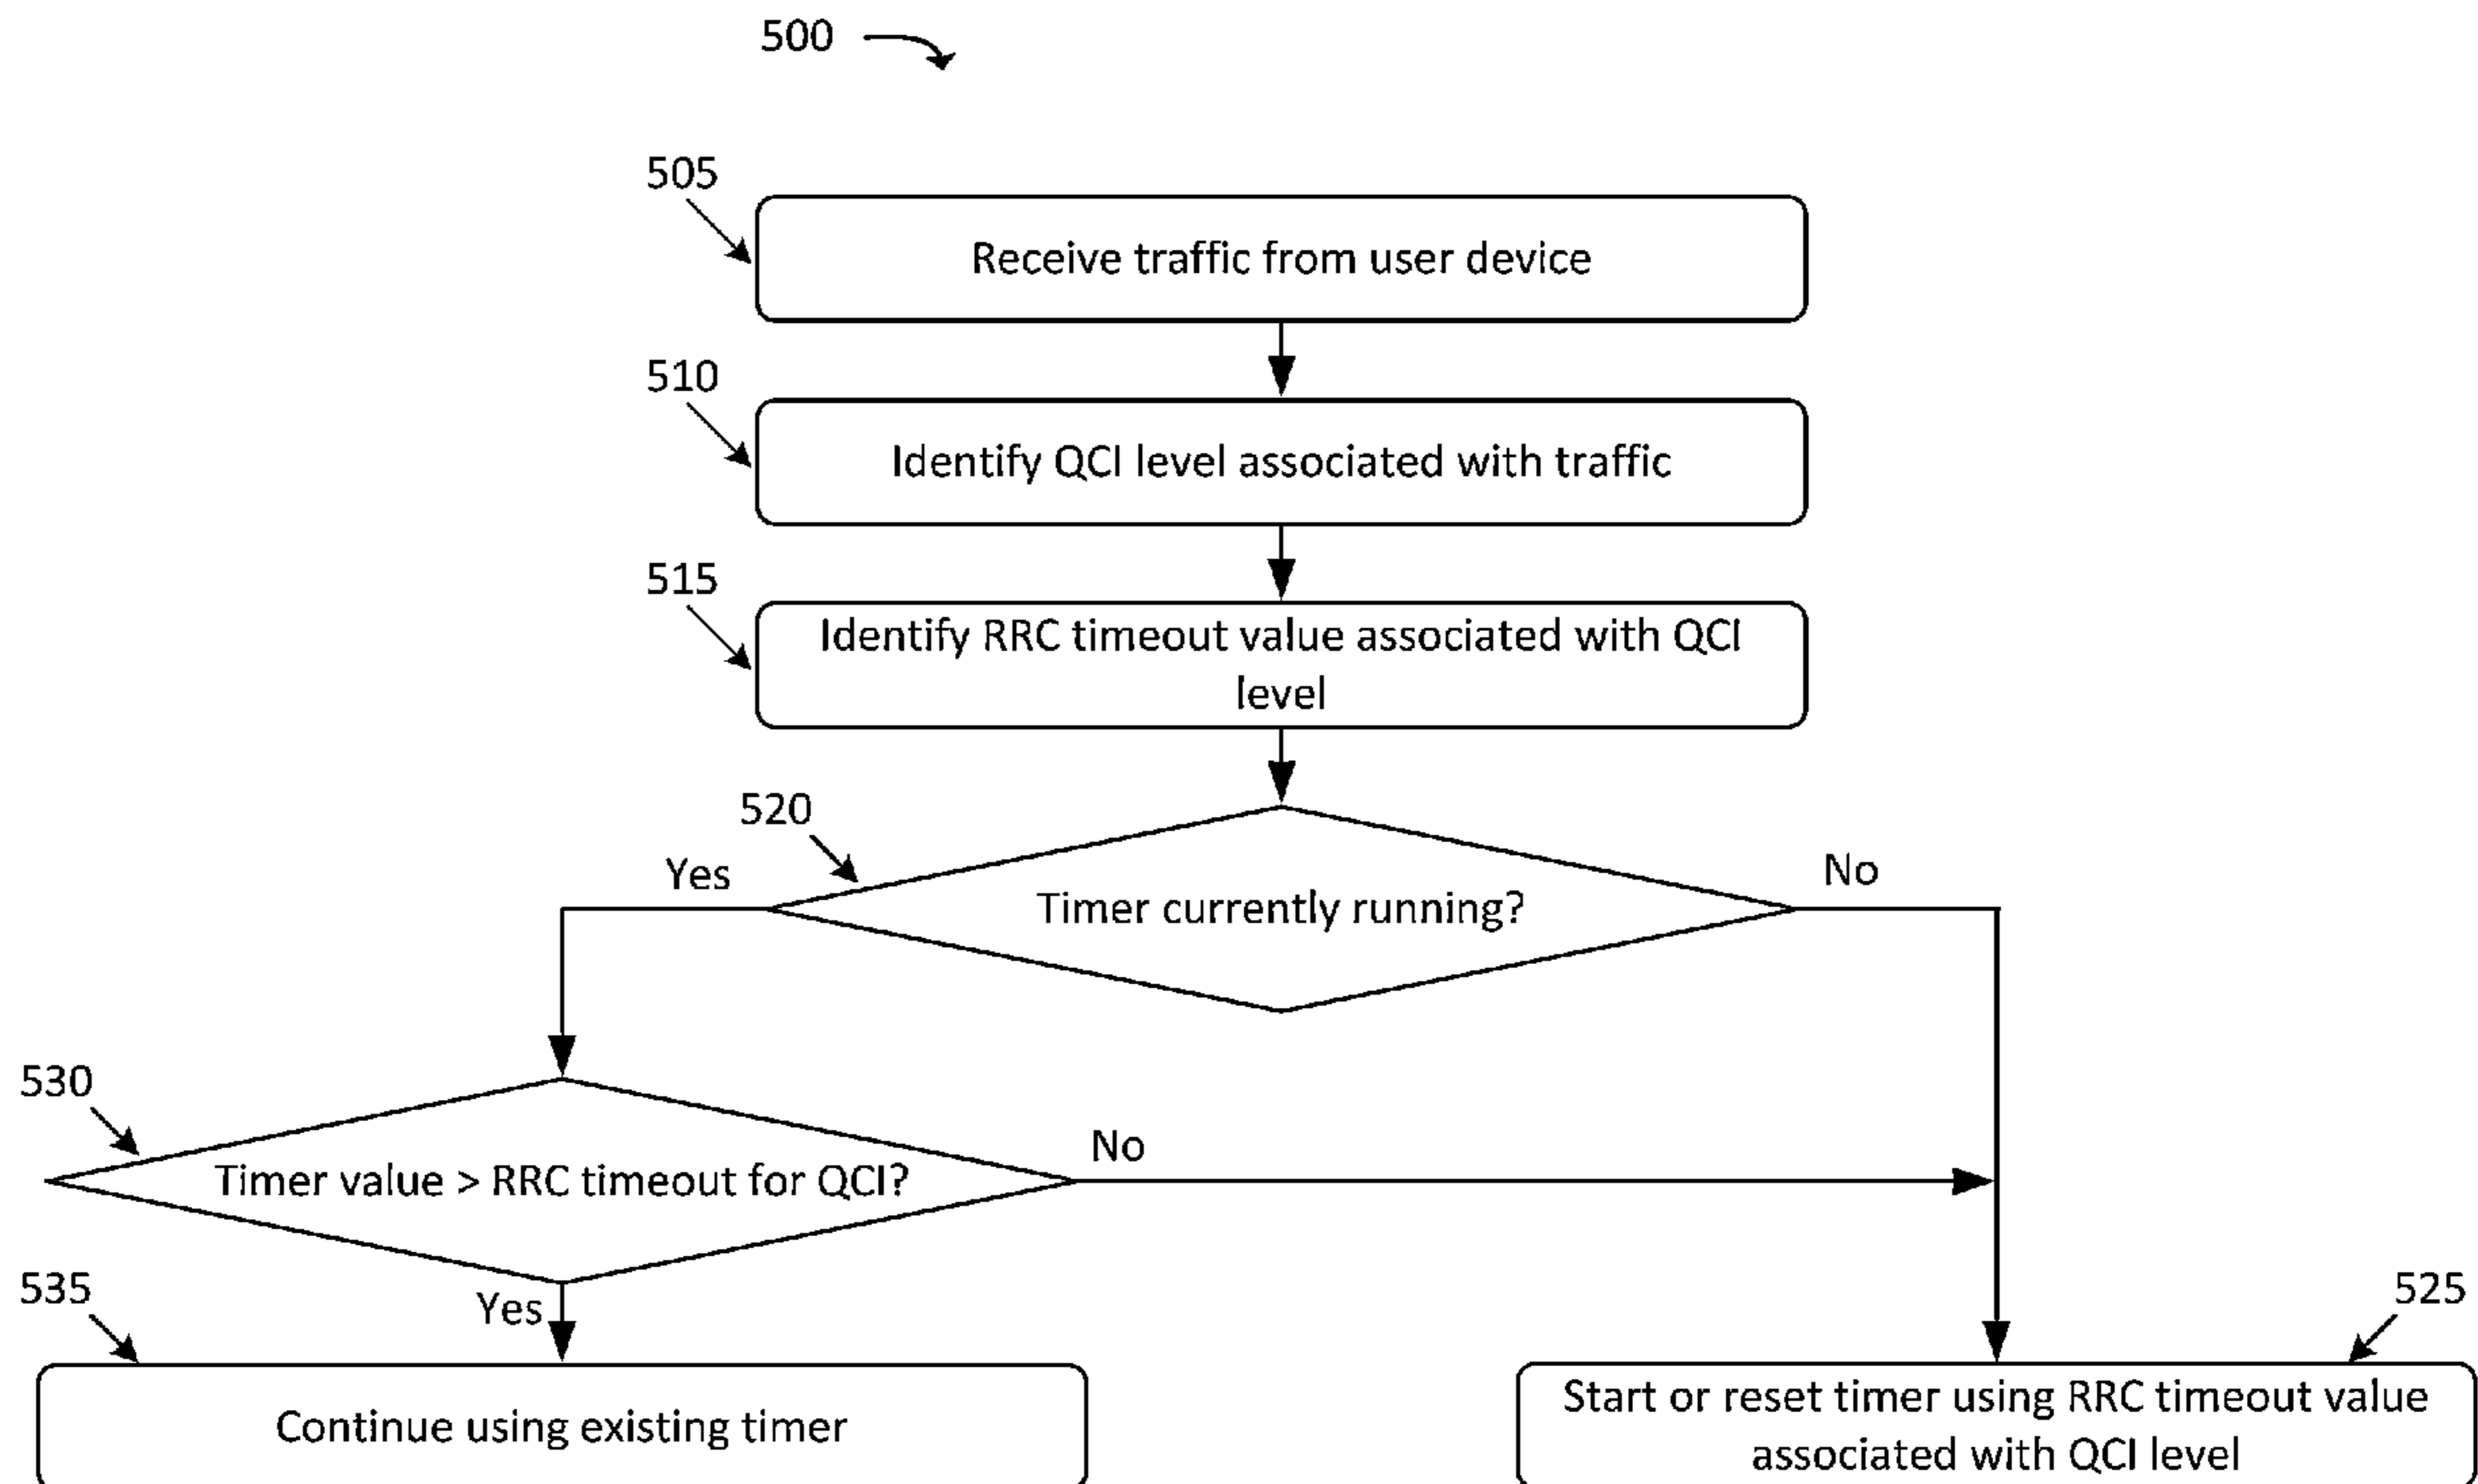 500
505
Receive traffic from user device
510
Identify QCI level associated with traffic
515
Identify RRC timeout value associated with QCI
level
520
Yes
No
Timer currently running?
530
No
Timer value > RRC timeout for QCI?
535
Yes
525
Continue using existing timer
Start or reset timer using RRC timeout value
associated with QCI level